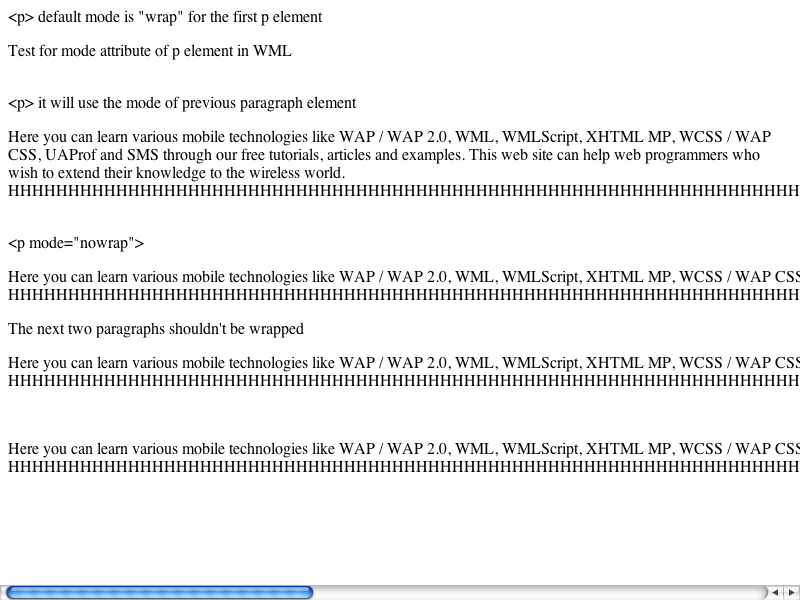 <p> default mode is "wrap" for the first p element
Test for mode attribute of p element in WML
<p> it will use the mode of previous paragraph element
Here you can learn various mobile technologies like WAP / WAP 2.0, WML, WMLScript, XHTML MP, WCSS / WAP
CSS, UAProf and SMS through our free tutorials, articles and examples. This web site can help web programmers who
wish to extend their knowledge to the wireless world.
HHHHHHHHHHHHHHHHHHHHHHHHHHHHHHHHHHHHHHHHHHHHHHHHHHHHHHHHHHHHHHHHHH
<p mode="nowrap">
Here you can learn various mobile technologies like WAP / WAP 2.0, WML, WMLScript, XHTML MP, WCSS / WAP CSS
HHHHHHHHHHHHHHHHHHHHHHHHHHHHHHHHHHHHHHHHHHHHHHHHHHHHHHHHHHHHHHHHHH
The next two paragraphs shouldn't be wrapped
Here you can learn various mobile technologies like WAP / WAP 2.0, WML, WMLScript, XHTML MP, WCSS / WAP CSS
HHHHHHHHHHHHHHHHHHHHHHHHHHHHHHHHHHHHHHHHHHHHHHHHHHHHHHHHHHHHHHHHHH
Here you can learn various mobile technologies like WAP / WAP 2.0, WML, WMLScript, XHTML MP, WCSS / WAP CSS
HHHHHHHHHHHHHHHHHHHHHHHHHHHHHHHHHHHHHHHHHHHHHHHHHHHHHHHHHHHHHHHHHH